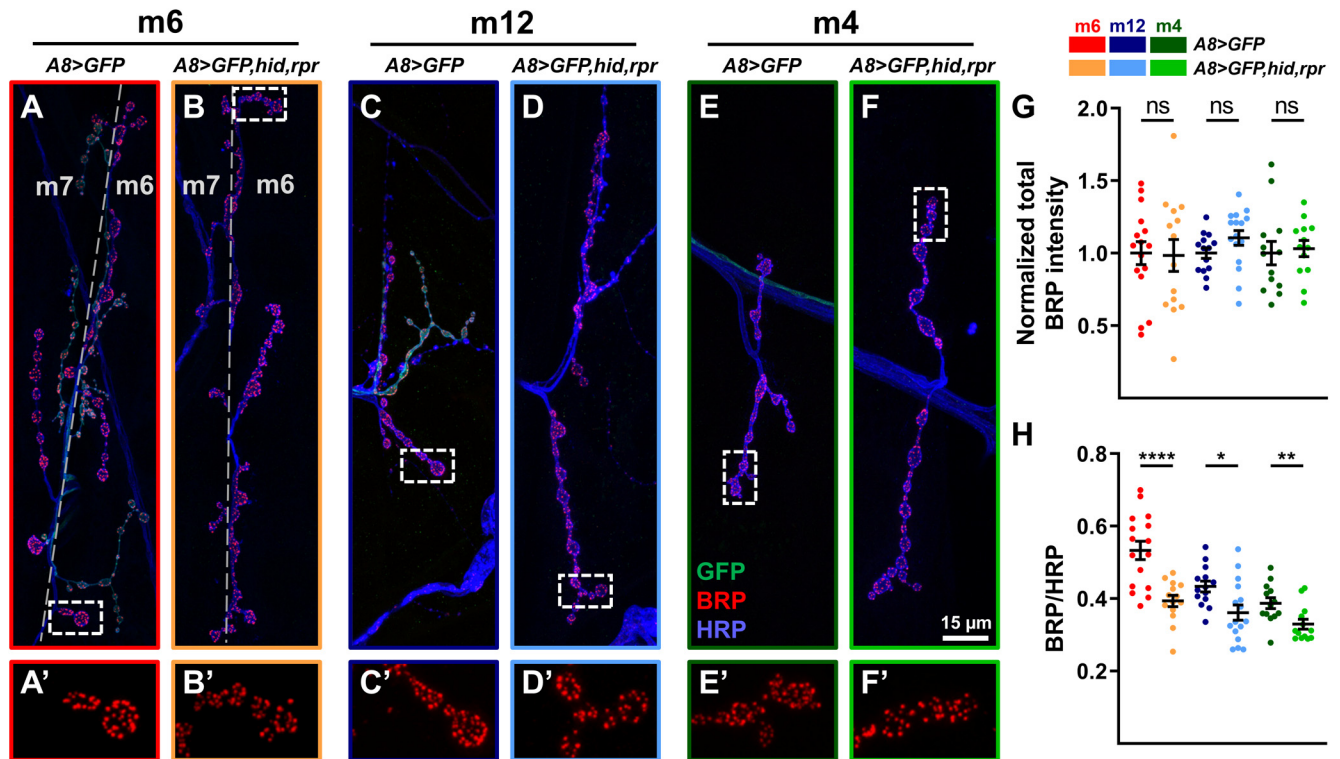 m6 m12 m4
A8>GFP A8>GFP,hid,rpr A8>GFP A8>GFP,hid,rpr A8>GFP A8>GFP,hid,rpr
A B C D E F
m7 m6 m7 m6
GFP
BRP
HRP
15 µm
A’ B’ C’ D’ E’ F’
m6 m12 m4
A8>GFP
A8>GFP,hid,rpr
G
ns ns ns
Normalized total
BRP intensity
2.0
1.5
1.0
0.5
H
**** * **
BRP/HRP
0.8
0.6
0.4
0.2